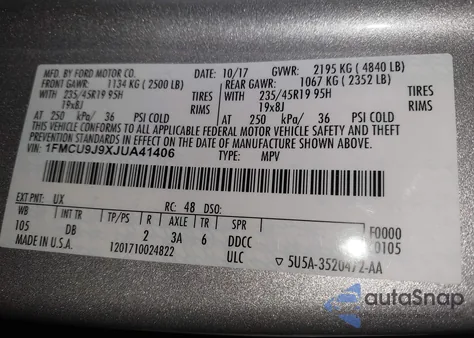 MFD. BY FORD MOTOR CO. DATE: 10/17 GVWR: 2195 KG ( 4840 LB)
FRONT GAWR: 1134 KG ( 2500 LB) REAR GAWR: 1067 KG ( 2352 LB)
WITH 235/45R19 95H TIRES WITH 235/45R19 95H TIRES
19x8J RIMS 19x8J RIMS
AT 250 kPa/ 36 PSI COLD AT 250 kPa/ 36 PSI COLD
THIS VEHICLE CONFORMS TO ALL APPLICABLE FEDERAL MOTOR VEHICLE SAFETY AND THEFT
PREVENTION STANDARDS IN EFFECT ON THE DATE OF MANUFACTURE SHOWN ABOVE.
VIN: 1FMCU9J9XJUA41406 TYPE: MPV
EXT PNT: UX RC: 48 DSO:
WB INT TR TP/PS R AXLE TR SPR F0000
105 DB 2 3A 6 DDCC 0105
MADE IN U.S.A. 1201710024822 ULC ▽ 5U5A-3520472-AA
autoSnap